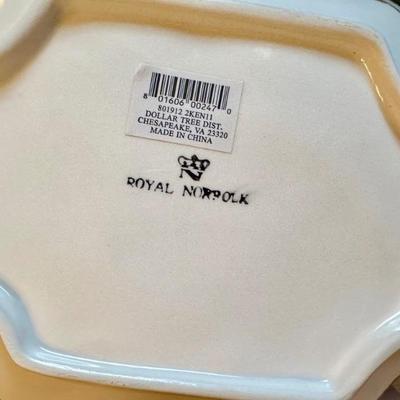 8 01606 00247 0
801912 2KEN11
DOLLAR TREE DIST.
CHESAPEAKE, VA 23320
MADE IN CHINA
N
ROYAL NORFOLK